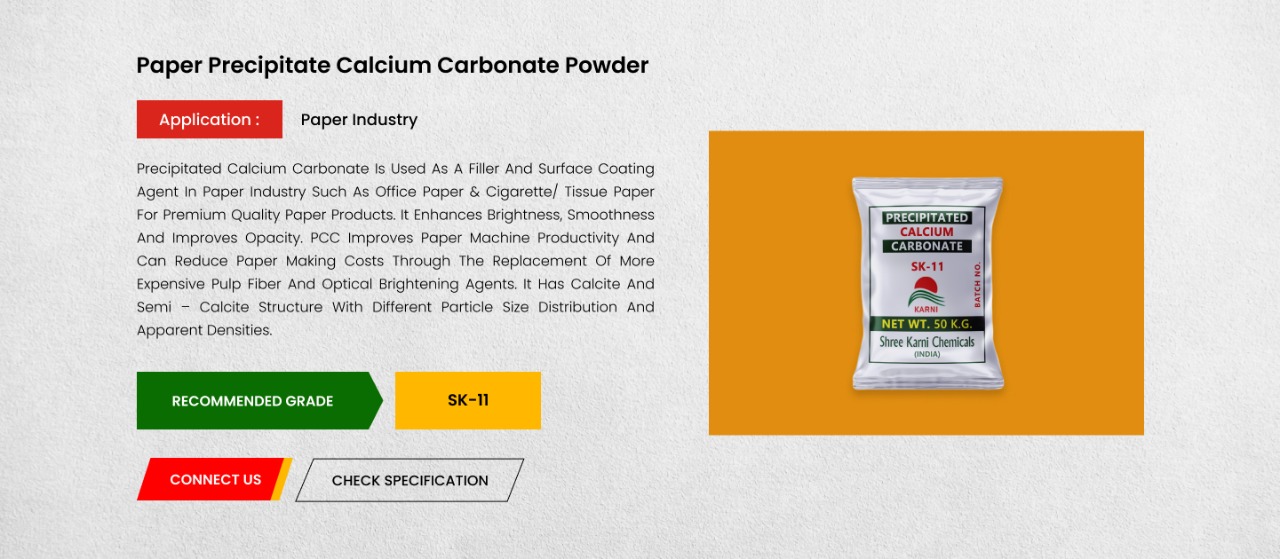 Paper Precipitate Calcium Carbonate Powder
Application :
Paper Industry
Precipitated Calcium Carbonate Is Used As A Filler And Surface Coating
Agent In Paper Industry Such As Office Paper & Cigarette/ Tissue Paper
For Premium Quality Paper Products. It Enhances Brightness, Smoothness
And Improves Opacity. PCC Improves Paper Machine Productivity And
Can Reduce Paper Making Costs Through The Replacement Of More
Expensive Pulp Fiber And Optical Brightening Agents. It Has Calcite And
Semi – Calcite Structure With Different Particle Size Distribution And
Apparent Densities.
RECOMMENDED GRADE
SK-11
CONNECT US
CHECK SPECIFICATION
PRECIPITATED
CALCIUM
CARBONATE
SK-11
KARNI
BATCH NO.
NET WT. 50 K.G.
Shree Karni Chemicals
(INDIA)